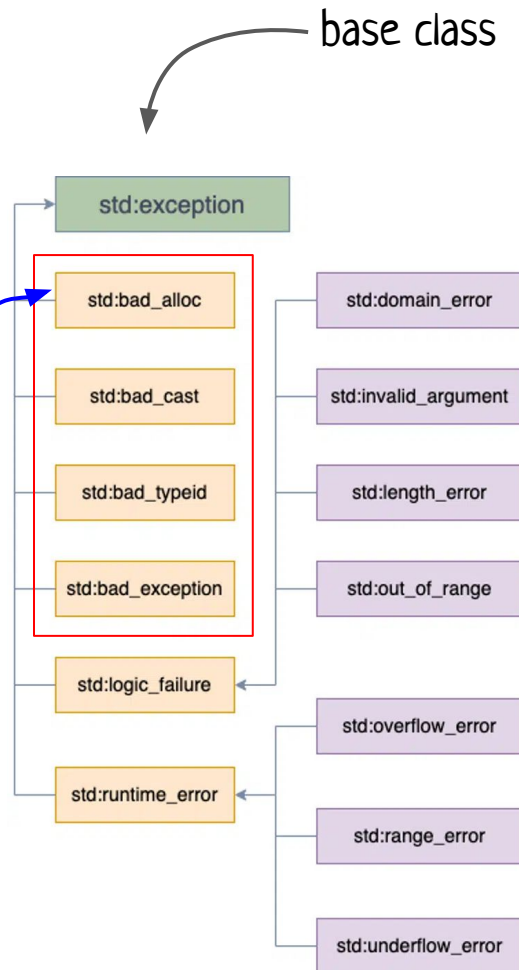 base class
std:exception
std:bad_alloc
std:domain_error
std:bad_cast
std:invalid_argument
std:bad_typeid
std:length_error
std:bad_exception
std:out_of_range
std:logic_failure
std:overflow_error
std:runtime_error
std:range_error
std:underflow_error